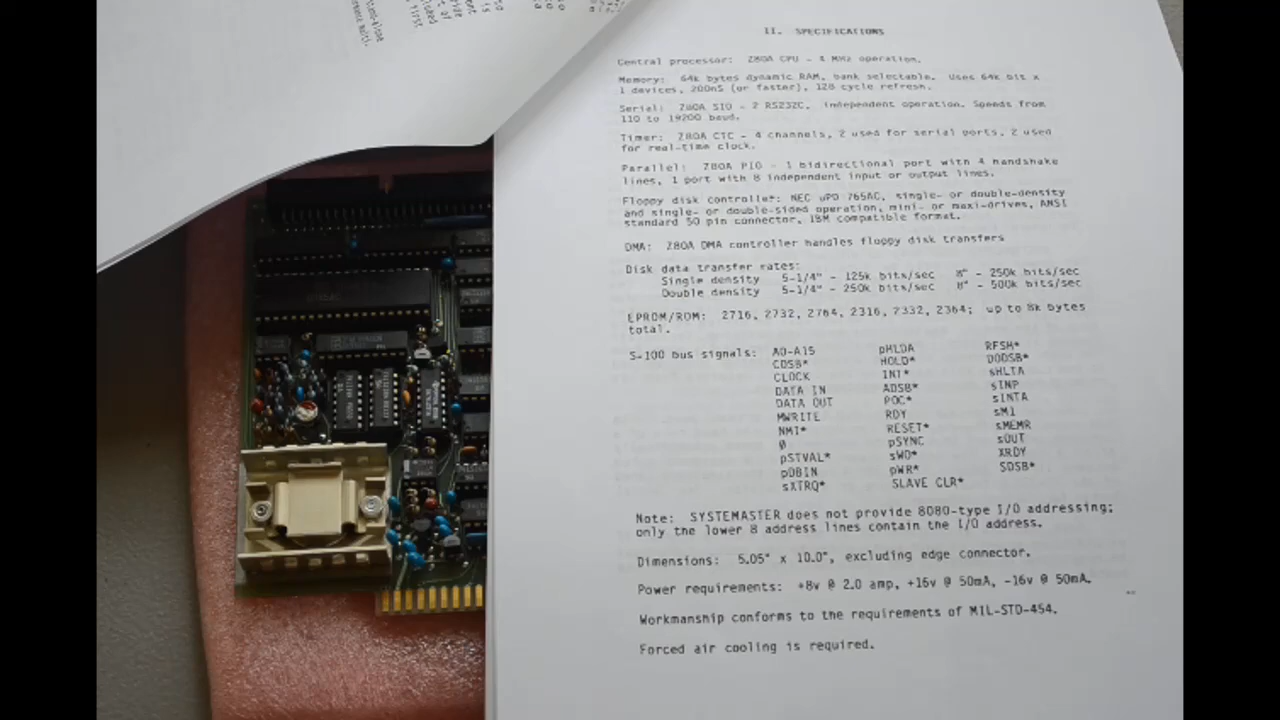 II. SPECIFICATIONS
Central processor: Z80A CPU - 4 MHz operation.
Memory: 64k bytes dynamic RAM, bank selectable. Uses 64k bit x
1 devices, 200nS (or faster), 128 cycle refresh.
Serial: Z80A SIO - 2 RS232C, independent operation. Speeds from
110 to 19200 baud.
Timer: Z80A CTC - 4 channels, 2 used for serial ports, 2 used
for real-time clock.
Parallel: Z80A PIO - 1 bidirectional port with 4 handshake
lines, 1 port with 8 independent input or output lines.
Floppy disk controller: NEC uPD 765AC, single- or double-density
and single- or double-sided operation, mini- or maxi-drives, ANSI
standard 50 pin connector, IBM compatible format.
DMA: Z80A DMA controller handles floppy disk transfers
Disk data transfer rates:
Single density 5-1/4" - 125k bits/sec 8" - 250k bits/sec
Double density 5-1/4" - 250k bits/sec 8" - 500k bits/sec
EPROM/ROM: 2716, 2732, 2764, 2316, 2332, 2364; up to 8k bytes
total.
S-100 bus signals: A0-A15 pHLDA RFSH*
CDSB* HOLD* DODSB*
CLOCK INT* sHLTA
DATA IN ADSB* sINP
DATA OUT POC* sINTA
MWRITE RDY sM1
NMI* RESET* sMEMR
Ø pSYNC sOUT
pSTVAL* sWO* XRDY
pDBIN pWR* SDSB*
sXTRQ* SLAVE CLR*
Note: SYSTEMASTER does not provide 8080-type I/O addressing;
only the lower 8 address lines contain the I/O address.
Dimensions: 5.05" x 10.0", excluding edge connector.
Power requirements: +8v @ 2.0 amp, +16v @ 50mA, -16v @ 50mA.
Workmanship conforms to the requirements of MIL-STD-454.
Forced air cooling is required.